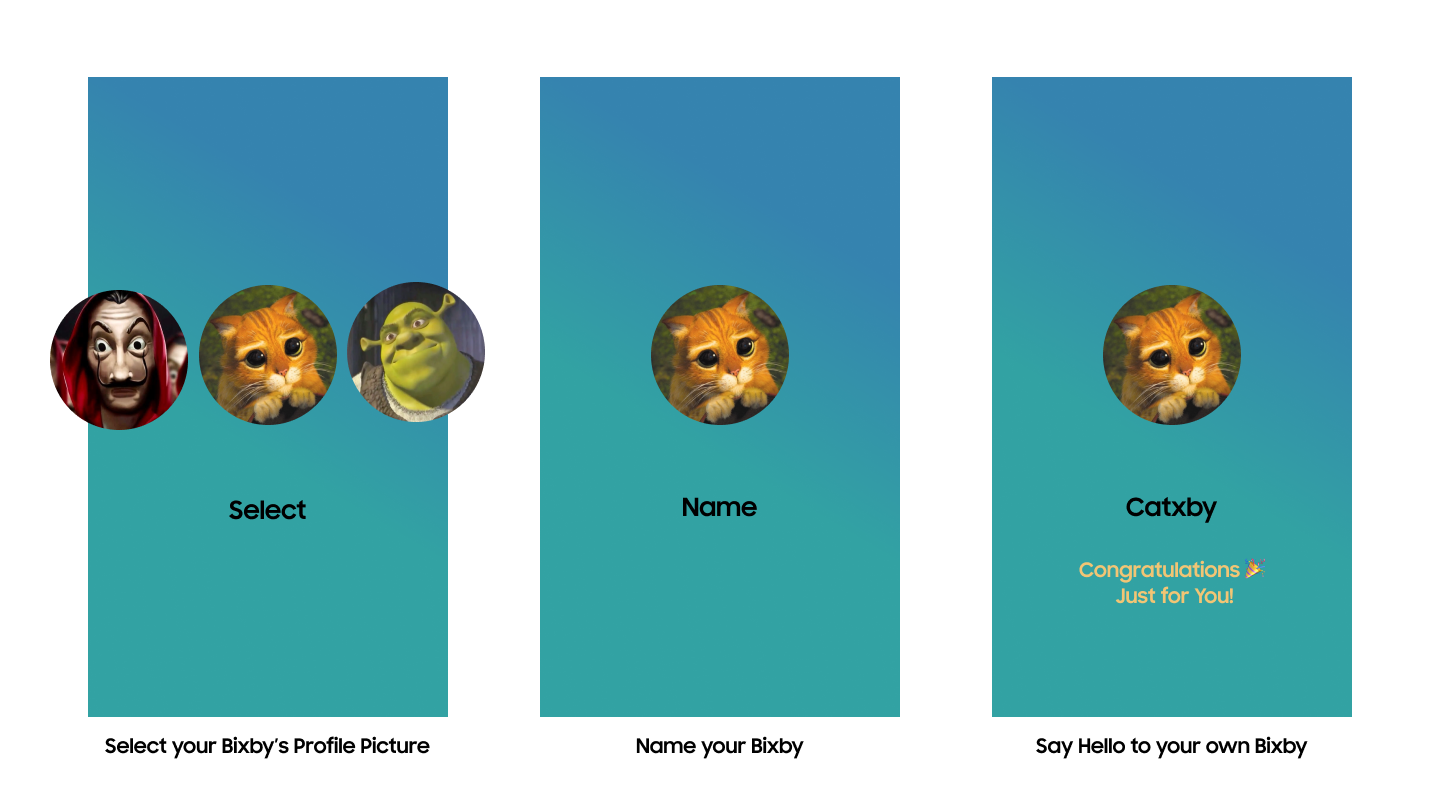 Select
Name
Catxby
Congratulations 🎉
Just for You!
Select your Bixby's Profile Picture
Name your Bixby
Say Hello to your own Bixby